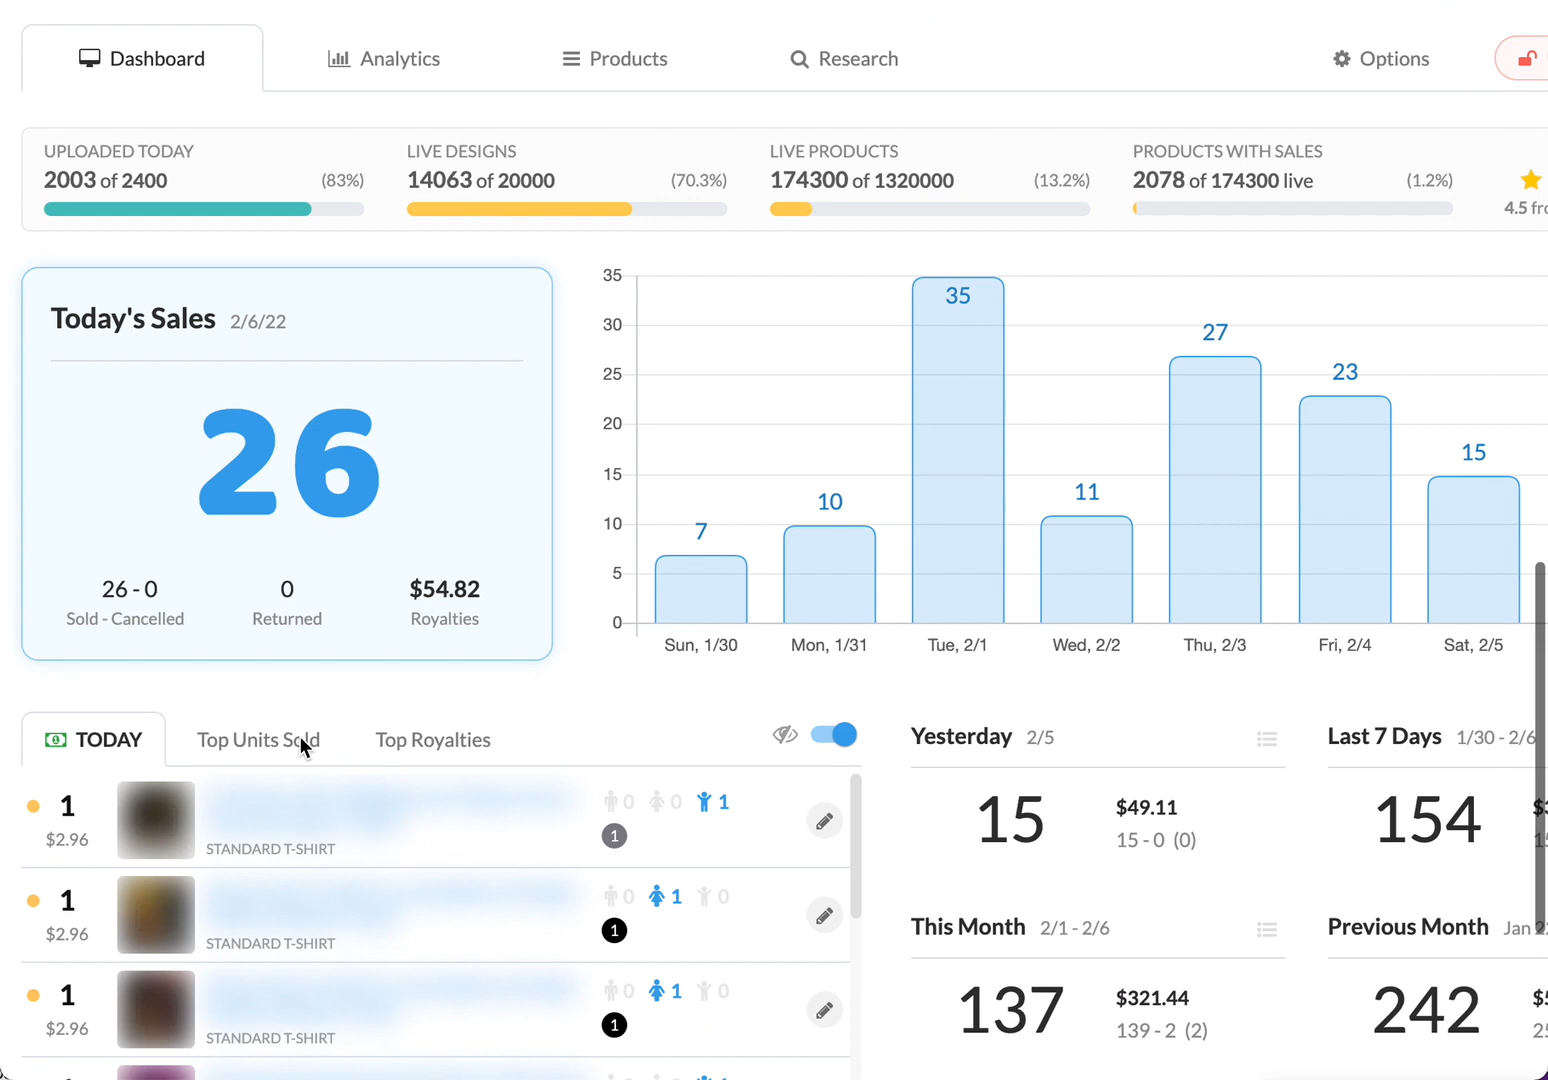 Dashboard
Analytics
Products
Research
Options
UPLOADED TODAY
2003 of 2400 (83%)
LIVE DESIGNS
14063 of 20000 (70.3%)
LIVE PRODUCTS
174300 of 1320000 (13.2%)
PRODUCTS WITH SALES
2078 of 174300 live (1.2%)
4.5
Today's Sales 2/6/22
26
26 - 0
Sold - Cancelled
0
Returned
$54.82
Royalties
35
30
25
20
15
10
5
0
7
10
35
11
27
23
15
Sun, 1/30
Mon, 1/31
Tue, 2/1
Wed, 2/2
Thu, 2/3
Fri, 2/4
Sat, 2/5
TODAY
Top Units Sold
Top Royalties
1
$2.96
STANDARD T-SHIRT
0 0 1
1
1
$2.96
STANDARD T-SHIRT
0 1 0
1
1
$2.96
STANDARD T-SHIRT
0 1 0
1
Yesterday 2/5
15
$49.11
15 - 0 (0)
Last 7 Days 1/30 - 2/6
154
This Month 2/1 - 2/6
137
$321.44
139 - 2 (2)
Previous Month Jan
242